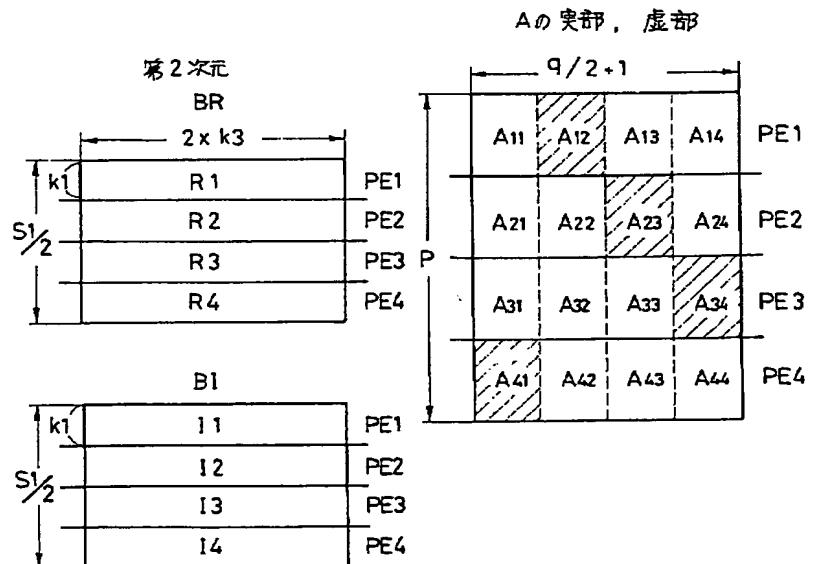 Aの実部, 虚部
q/2+1
P
A11 A12 A13 A14 PE1
A21 A22 A23 A24 PE2
A31 A32 A33 A34 PE3
A41 A42 A43 A44 PE4
第2次元
BR
2×k3
k1
S1/2
R1 PE1
R2 PE2
R3 PE3
R4 PE4
BI
k1
S1/2
I1 PE1
I2 PE2
I3 PE3
I4 PE4